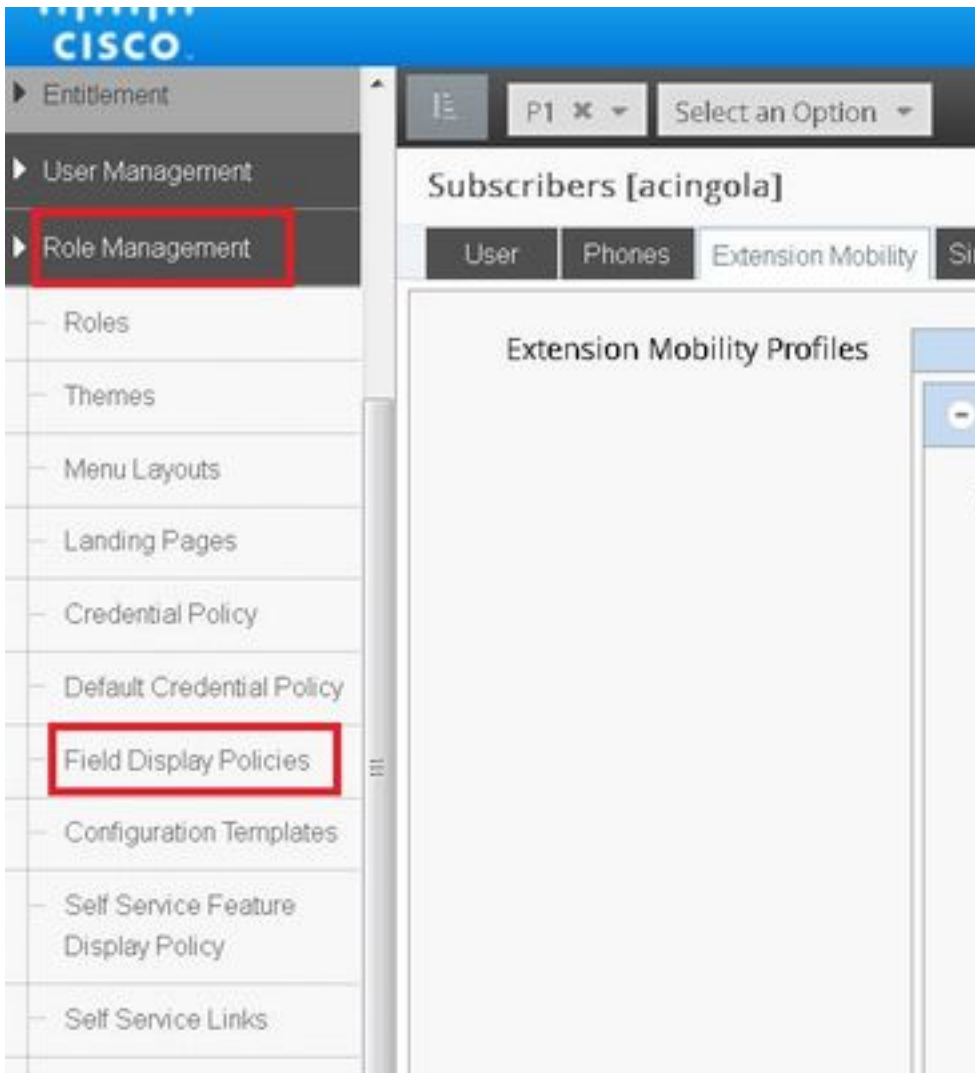 CISCO
Entitlement
User Management
Role Management
Roles
Themes
Menu Layouts
Landing Pages
Credential Policy
Default Credential Policy
Field Display Policies
Configuration Templates
Self Service Feature
Display Policy
Self Service Links
P1
Select an Option
Subscribers [acingola]
User
Phones
Extension Mobility
Extension Mobility Profiles